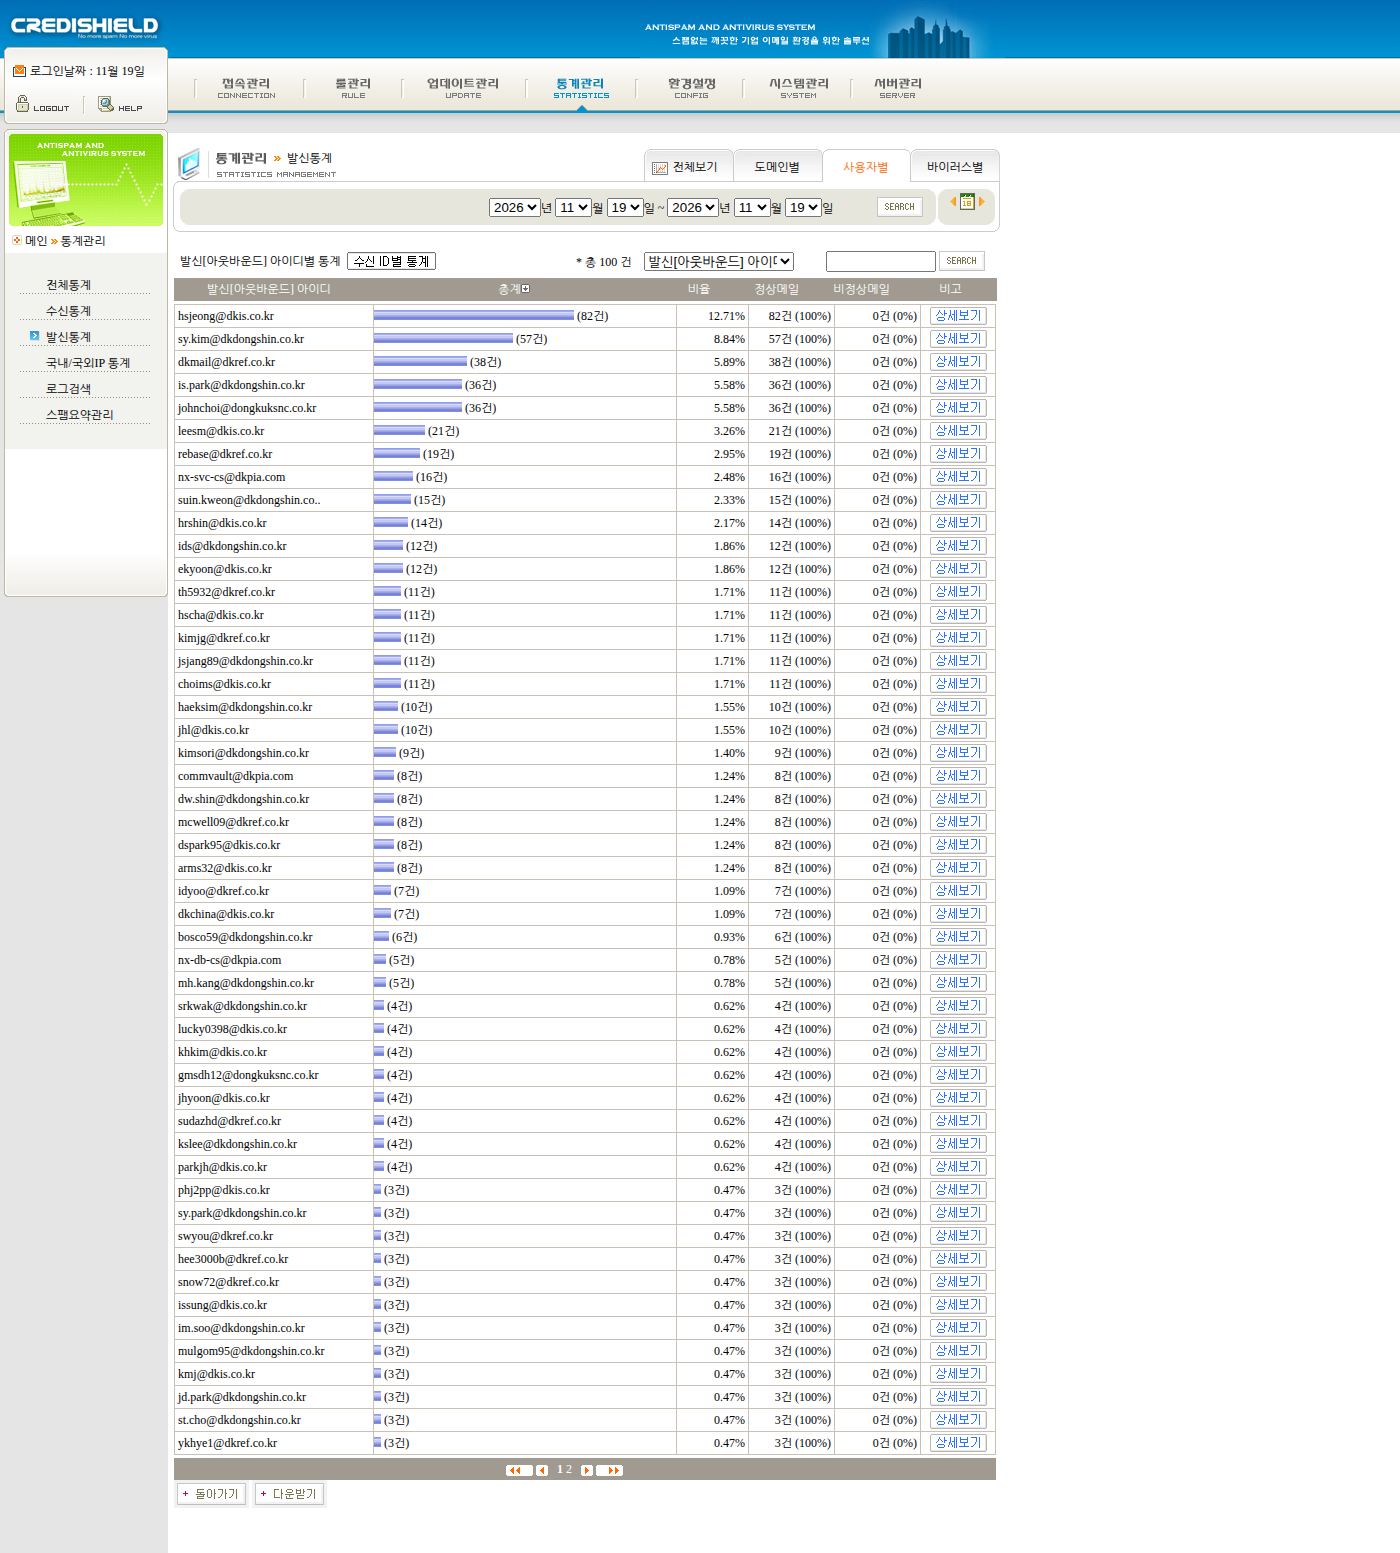 CREDISHIELD
No more spam No more virus
ANTISPAM AND ANTIVIRUS SYSTEM
스팸없는 깨끗한 기업 이메일 환경을 위한 솔루션
로그인날짜 : 11월 19일
LOGOUT HELP
접속관리 룰관리 업데이트관리 통계관리 환경설정 시스템관리 서버관리
CONNECTION RULE UPDATE STATISTICS CONFIG SYSTEM SERVER
ANTISPAM AND
ANTIVIRUS SYSTEM
메인 » 통계관리
전체통계
수신통계
발신통계
국내/국외IP 통계
로그검색
스팸요약관리
통계관리 » 발신통계
STATISTICS MANAGEMENT
전체보기 도메인별 사용자별 바이러스별
2026 년 11 월 19 일 ~ 2026 년 11 월 19 일 SEARCH 18
발신[아웃바운드] 아이디별 통계 수신 ID별 통계 * 총 100 건 발신[아웃바운드] 아이디 SEARCH
발신[아웃바운드] 아이디 총계 비율 정상메일 비정상메일 비고
hsjeong@dkis.co.kr (82건) 12.71% 82건 (100%) 0건 (0%) 상세보기
sy.kim@dkdongshin.co.kr (57건) 8.84% 57건 (100%) 0건 (0%) 상세보기
dkmail@dkref.co.kr (38건) 5.89% 38건 (100%) 0건 (0%) 상세보기
is.park@dkdongshin.co.kr (36건) 5.58% 36건 (100%) 0건 (0%) 상세보기
johnchoi@dongkuksnc.co.kr (36건) 5.58% 36건 (100%) 0건 (0%) 상세보기
leesm@dkis.co.kr (21건) 3.26% 21건 (100%) 0건 (0%) 상세보기
rebase@dkref.co.kr (19건) 2.95% 19건 (100%) 0건 (0%) 상세보기
nx-svc-cs@dkpia.com (16건) 2.48% 16건 (100%) 0건 (0%) 상세보기
suin.kweon@dkdongshin.co.. (15건) 2.33% 15건 (100%) 0건 (0%) 상세보기
hrshin@dkis.co.kr (14건) 2.17% 14건 (100%) 0건 (0%) 상세보기
ids@dkdongshin.co.kr (12건) 1.86% 12건 (100%) 0건 (0%) 상세보기
ekyoon@dkis.co.kr (12건) 1.86% 12건 (100%) 0건 (0%) 상세보기
th5932@dkref.co.kr (11건) 1.71% 11건 (100%) 0건 (0%) 상세보기
hscha@dkis.co.kr (11건) 1.71% 11건 (100%) 0건 (0%) 상세보기
kimjg@dkref.co.kr (11건) 1.71% 11건 (100%) 0건 (0%) 상세보기
jsjang89@dkdongshin.co.kr (11건) 1.71% 11건 (100%) 0건 (0%) 상세보기
choims@dkis.co.kr (11건) 1.71% 11건 (100%) 0건 (0%) 상세보기
haeksim@dkdongshin.co.kr (10건) 1.55% 10건 (100%) 0건 (0%) 상세보기
jhl@dkis.co.kr (10건) 1.55% 10건 (100%) 0건 (0%) 상세보기
kimsori@dkdongshin.co.kr (9건) 1.40% 9건 (100%) 0건 (0%) 상세보기
commvault@dkpia.com (8건) 1.24% 8건 (100%) 0건 (0%) 상세보기
dw.shin@dkdongshin.co.kr (8건) 1.24% 8건 (100%) 0건 (0%) 상세보기
mcwell09@dkref.co.kr (8건) 1.24% 8건 (100%) 0건 (0%) 상세보기
dspark95@dkis.co.kr (8건) 1.24% 8건 (100%) 0건 (0%) 상세보기
arms32@dkis.co.kr (8건) 1.24% 8건 (100%) 0건 (0%) 상세보기
idyoo@dkref.co.kr (7건) 1.09% 7건 (100%) 0건 (0%) 상세보기
dkchina@dkis.co.kr (7건) 1.09% 7건 (100%) 0건 (0%) 상세보기
bosco59@dkdongshin.co.kr (6건) 0.93% 6건 (100%) 0건 (0%) 상세보기
nx-db-cs@dkpia.com (5건) 0.78% 5건 (100%) 0건 (0%) 상세보기
mh.kang@dkdongshin.co.kr (5건) 0.78% 5건 (100%) 0건 (0%) 상세보기
srkwak@dkdongshin.co.kr (4건) 0.62% 4건 (100%) 0건 (0%) 상세보기
lucky0398@dkis.co.kr (4건) 0.62% 4건 (100%) 0건 (0%) 상세보기
khkim@dkis.co.kr (4건) 0.62% 4건 (100%) 0건 (0%) 상세보기
gmsdh12@dongkuksnc.co.kr (4건) 0.62% 4건 (100%) 0건 (0%) 상세보기
jhyoon@dkis.co.kr (4건) 0.62% 4건 (100%) 0건 (0%) 상세보기
sudazhd@dkref.co.kr (4건) 0.62% 4건 (100%) 0건 (0%) 상세보기
kslee@dkdongshin.co.kr (4건) 0.62% 4건 (100%) 0건 (0%) 상세보기
parkjh@dkis.co.kr (4건) 0.62% 4건 (100%) 0건 (0%) 상세보기
phj2pp@dkis.co.kr (3건) 0.47% 3건 (100%) 0건 (0%) 상세보기
sy.park@dkdongshin.co.kr (3건) 0.47% 3건 (100%) 0건 (0%) 상세보기
swyou@dkref.co.kr (3건) 0.47% 3건 (100%) 0건 (0%) 상세보기
hee3000b@dkref.co.kr (3건) 0.47% 3건 (100%) 0건 (0%) 상세보기
snow72@dkref.co.kr (3건) 0.47% 3건 (100%) 0건 (0%) 상세보기
issung@dkis.co.kr (3건) 0.47% 3건 (100%) 0건 (0%) 상세보기
im.soo@dkdongshin.co.kr (3건) 0.47% 3건 (100%) 0건 (0%) 상세보기
mulgom95@dkdongshin.co.kr (3건) 0.47% 3건 (100%) 0건 (0%) 상세보기
kmj@dkis.co.kr (3건) 0.47% 3건 (100%) 0건 (0%) 상세보기
jd.park@dkdongshin.co.kr (3건) 0.47% 3건 (100%) 0건 (0%) 상세보기
st.cho@dkdongshin.co.kr (3건) 0.47% 3건 (100%) 0건 (0%) 상세보기
ykhye1@dkref.co.kr (3건) 0.47% 3건 (100%) 0건 (0%) 상세보기
1 2
+ 돌아가기 + 다운받기